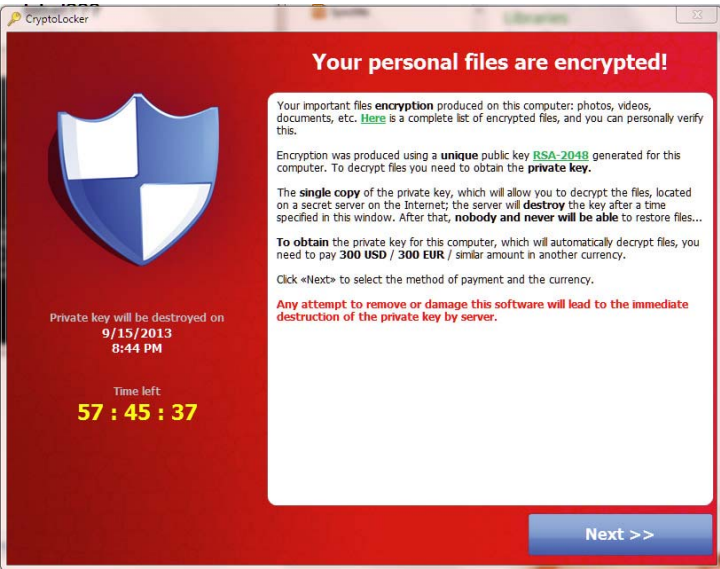 CryptoLocker
Your personal files are encrypted!
Your important files encryption produced on this computer: photos, videos,
documents, etc. Here is a complete list of encrypted files, and you can personally verify
this.
Encryption was produced using a unique public key RSA-2048 generated for this
computer. To decrypt files you need to obtain the private key.
The single copy of the private key, which will allow you to decrypt the files, located
on a secret server on the Internet; the server will destroy the key after a time
specified in this window. After that, nobody and never will be able to restore files...
To obtain the private key for this computer, which will automatically decrypt files, you
need to pay 300 USD / 300 EUR / similar amount in another currency.
Click «Next» to select the method of payment and the currency.
Any attempt to remove or damage this software will lead to the immediate
destruction of the private key by server.
Private key will be destroyed on
9/15/2013
8:44 PM
Time left
57 : 45 : 37
Next >>